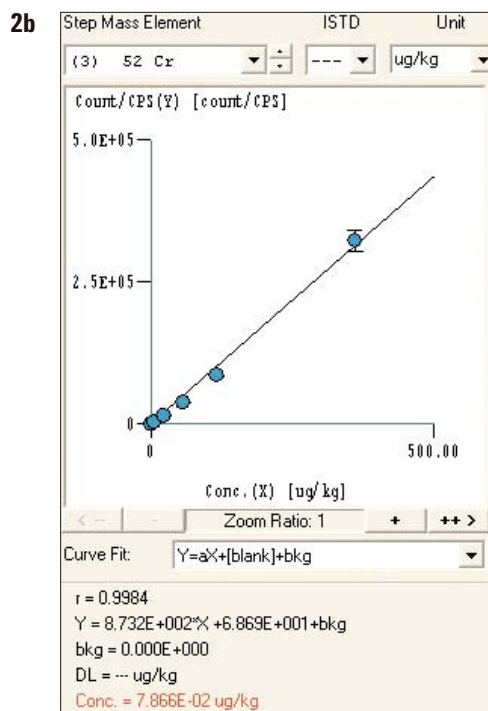 2b
Step Mass Element ISTD Unit
(3) 52 Cr --- ug/kg
Count/CPS(Y) [count/CPS]
5.0E+05
2.5E+05
0
0 500.00
Conc.(X) [ug/kg]
< -- - Zoom Ratio: 1 + ++ >
Curve Fit: Y=aX+[blank]+bkg
r = 0.9984
Y = 8.732E+002*X +6.869E+001+bkg
bkg = 0.000E+000
DL = --- ug/kg
Conc. = 7.866E-02 ug/kg